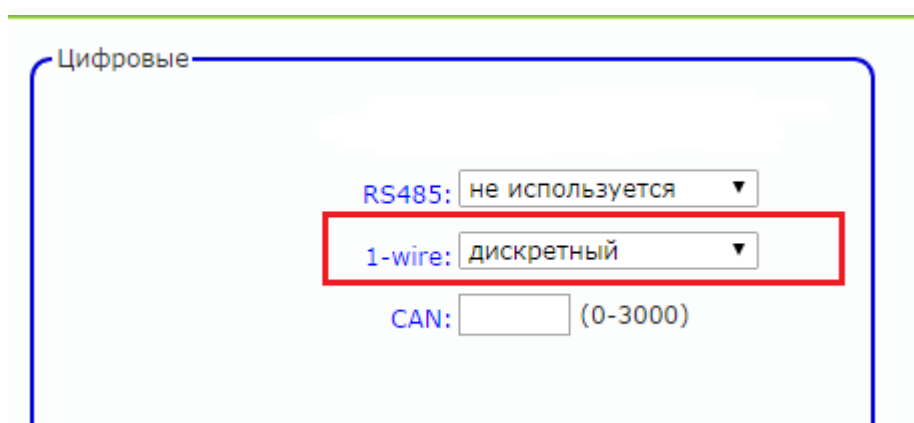 Цифровые
RS485: не используется
1-wire: дискретный
CAN: (0-3000)